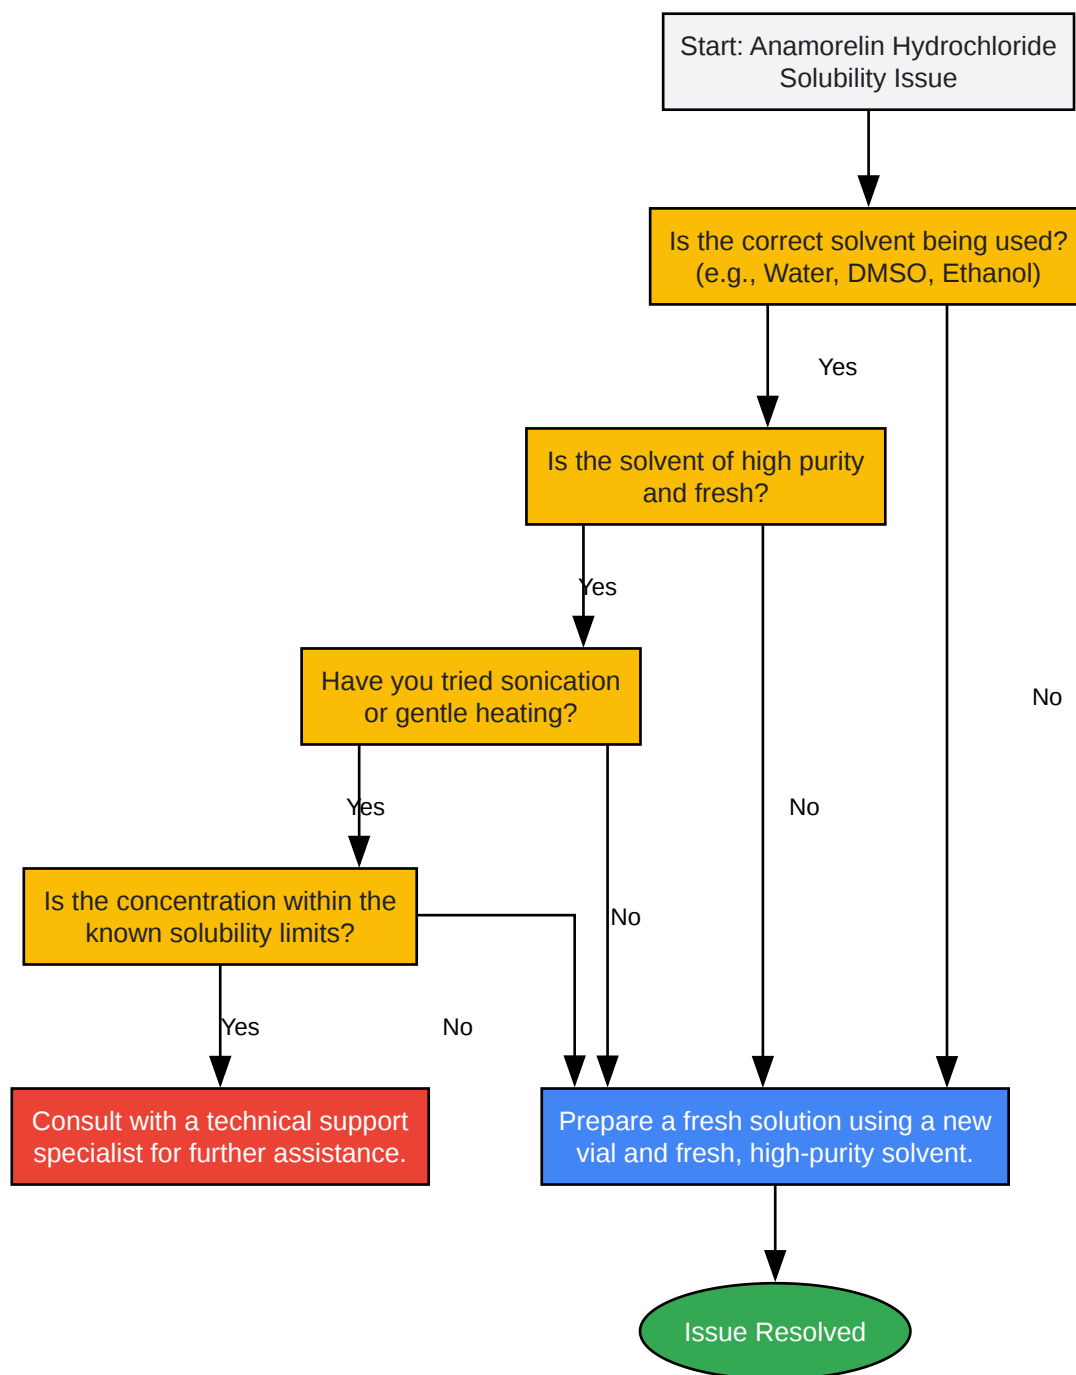 Start: Anamorelin Hydrochloride
Solubility Issue
Is the correct solvent being used?
(e.g., Water, DMSO, Ethanol)
Yes
Is the solvent of high purity
and fresh?
Yes
Have you tried sonication
or gentle heating?
No
Yes
No
Is the concentration within the
known solubility limits?
No
Yes
No
Consult with a technical support
specialist for further assistance.
Prepare a fresh solution using a new
vial and fresh, high-purity solvent.
Issue Resolved